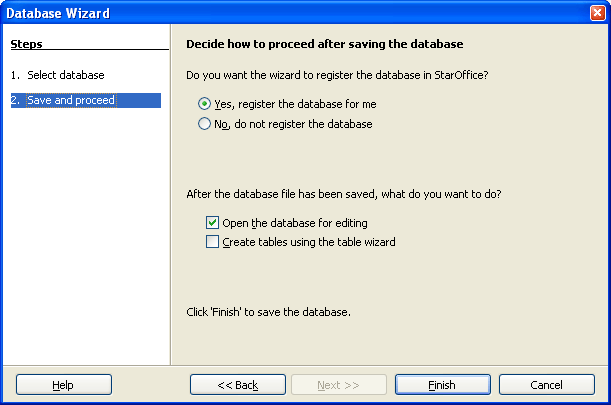 Database Wizard
Steps
1. Select database
2. Save and proceed
Decide how to proceed after saving the database
Do you want the wizard to register the database in StarOffice?
Yes, register the database for me
No, do not register the database
After the database file has been saved, what do you want to do?
Open the database for editing
Create tables using the table wizard
Click 'Finish' to save the database.
Help
<< Back
Next >>
Finish
Cancel